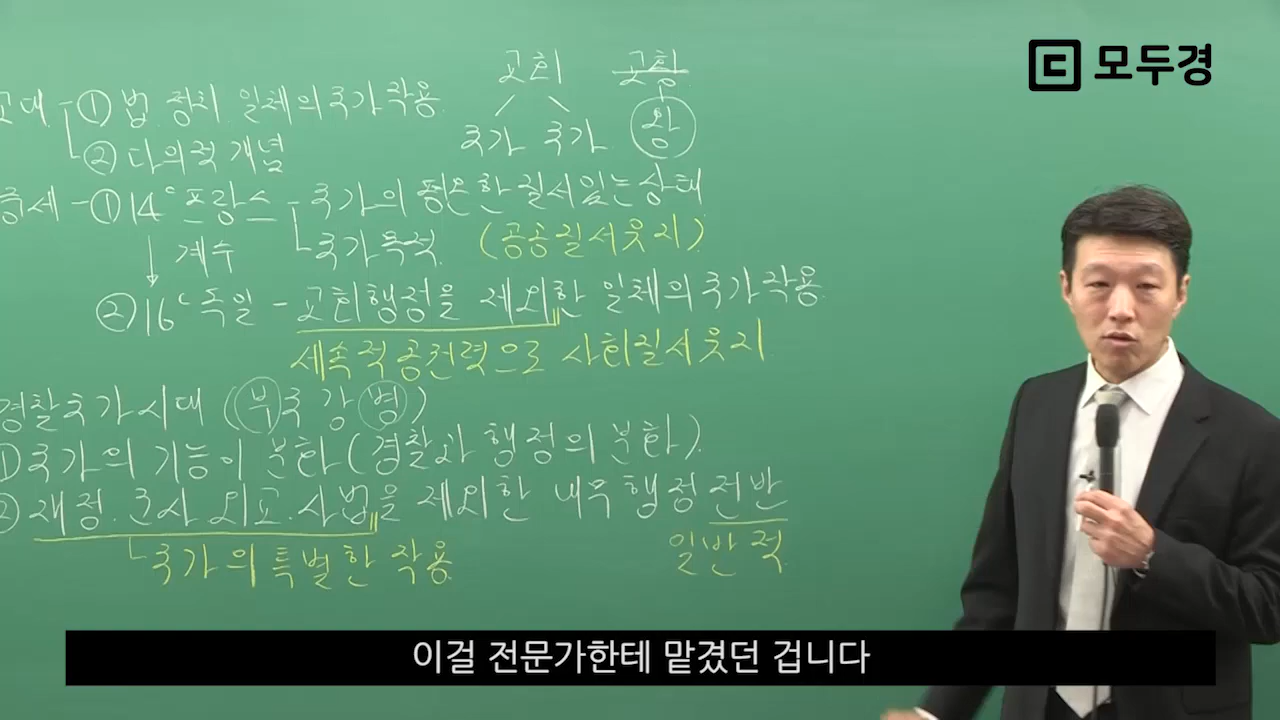 모두경
교회 교회
국가 국가 왕
고대 ① 법 정치 일체의 국가작용
② 다의적 개념
중세 - ① 14C 프랑스 - 국가의 평온한 질서있는 상태
계수 국가목적 (공공질서유지)
② 16C 독일 - 교회행정을 제외한 일체의 국가작용
세속적 공권력으로 사회질서유지
경찰국가시대 (부국강병)
① 국가의 기능이 분화 (경찰과 행정의 분화)
② 재정.군사.외교.사법을 제외한 내무행정 전반
국가의 특별한 작용 일반적
이걸 전문가한테 맡겼던 겁니다